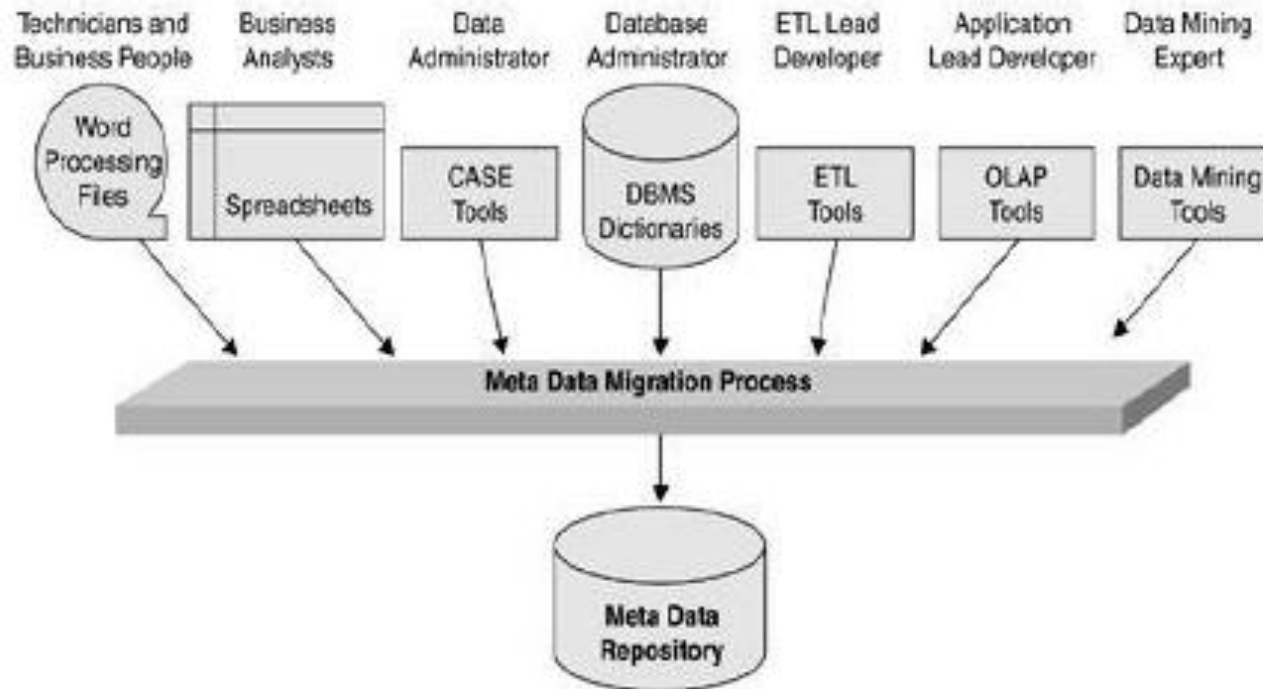 Technicians and
Business People
Business
Analysts
Data
Administrator
Database
Administrator
ETL Lead
Developer
Application
Lead Developer
Data Mining
Expert
Word
Processing
Files
Spreadsheets
CASE
Tools
DBMS
Dictionaries
ETL
Tools
OLAP
Tools
Data Mining
Tools
Meta Data Migration Process
Meta Data
Repository